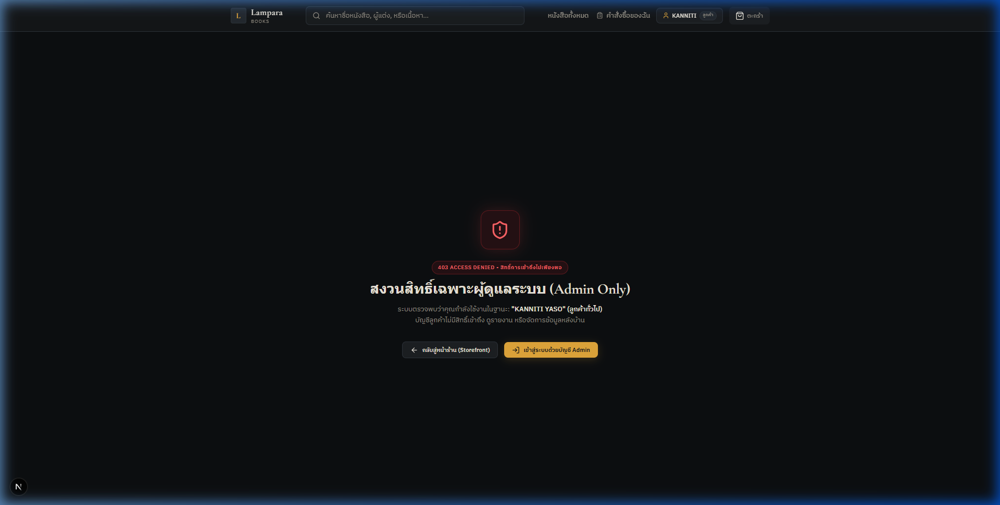 L
Lampara
BOOKS
ค้นหาชื่อหนังสือ, ผู้แต่ง, หรือเนื้อหา...
หนังสือทั้งหมด
คำสั่งซื้อของฉัน
KANNITI
ลูกค้า
ตะกร้า
403 ACCESS DENIED • สิทธิ์การเข้าถึงไม่เพียงพอ
สงวนสิทธิ์เฉพาะผู้ดูแลระบบ (Admin Only)
ระบบตรวจพบว่าคุณกำลังใช้งานในฐานะ: "KANNITI YASO" (ลูกค้าทั่วไป)
บัญชีลูกค้าไม่มีสิทธิ์เข้าถึง ดูรายงาน หรือจัดการข้อมูลหลังบ้าน
กลับสู่หน้าร้าน (Storefront)
เข้าสู่ระบบด้วยบัญชี Admin
N